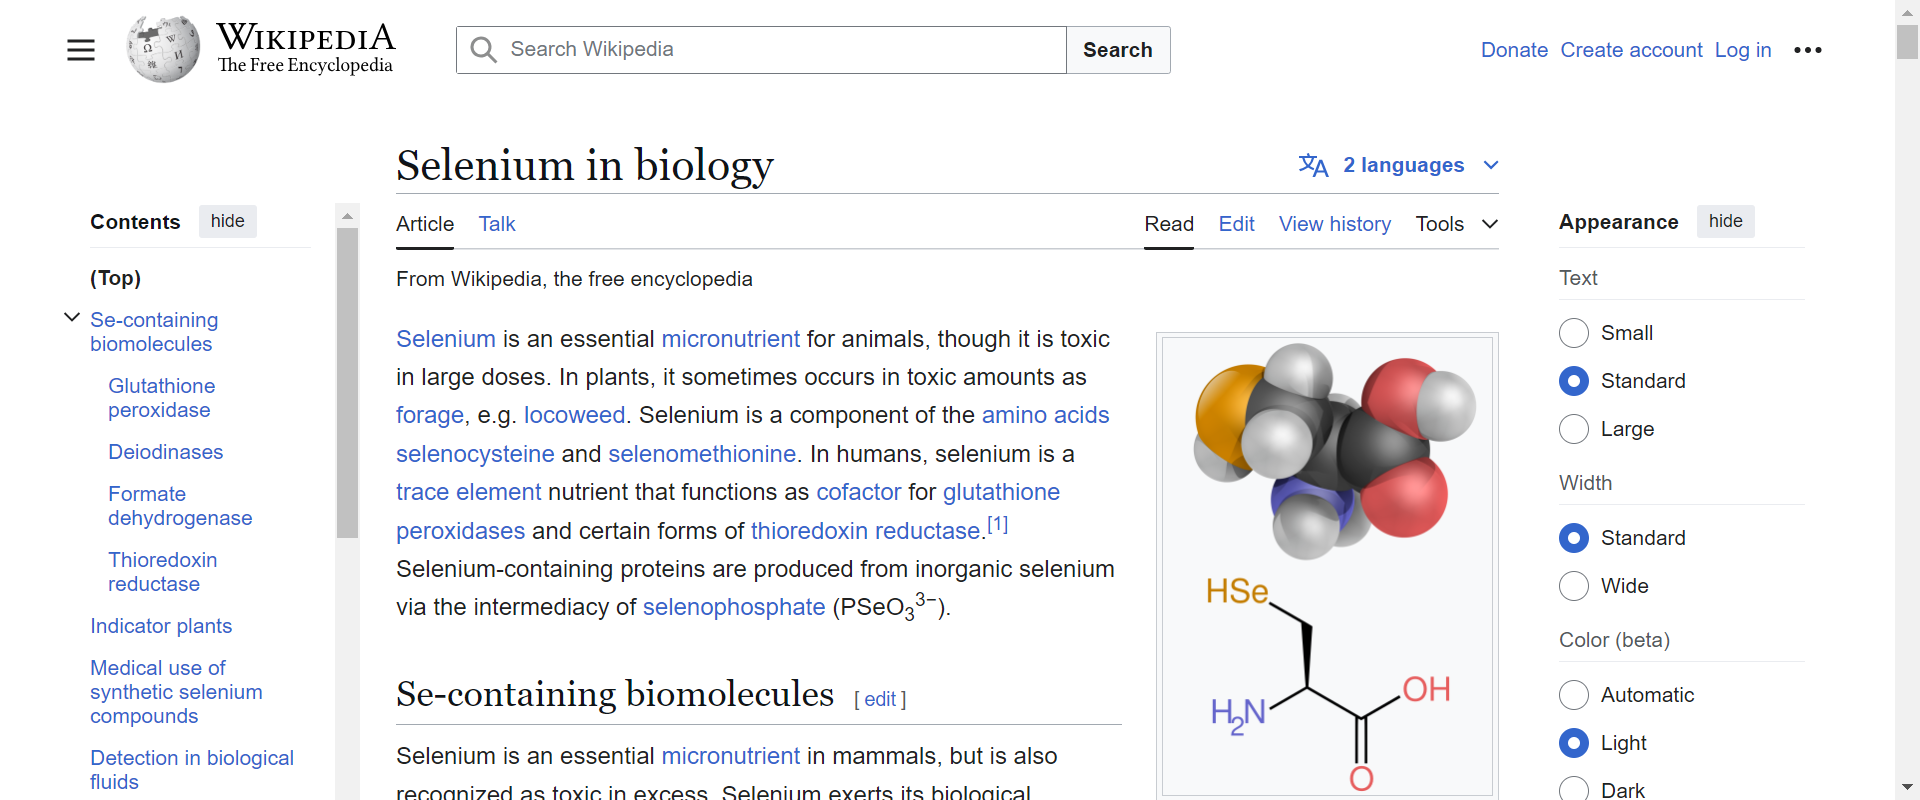 WIKIPEDIA
The Free Encyclopedia
Search Wikipedia
Search
Donate
Create account
Log in
Selenium in biology
2 languages
Contents
hide
(Top)
Se-containing
biomolecules
Glutathione
peroxidase
Deiodinases
Formate
dehydrogenase
Thioredoxin
reductase
Indicator plants
Medical use of
synthetic selenium
compounds
Detection in biological
fluids
Article
Talk
Read
Edit
View history
Tools
From Wikipedia, the free encyclopedia
Selenium is an essential micronutrient for animals, though it is toxic
in large doses. In plants, it sometimes occurs in toxic amounts as
forage, e.g. locoweed. Selenium is a component of the amino acids
selenocysteine and selenomethionine. In humans, selenium is a
trace element nutrient that functions as cofactor for glutathione
peroxidases and certain forms of thioredoxin reductase.[1]
Selenium-containing proteins are produced from inorganic selenium
via the intermediacy of selenophosphate (PSeO₃³⁻).
Se-containing biomolecules [ edit ]
Selenium is an essential micronutrient in mammals, but is also
recognized as toxic in excess. Selenium exerts its biological
HSe
H₂N
OH
O
Appearance
hide
Text
Small
Standard
Large
Width
Standard
Wide
Color (beta)
Automatic
Light
Dark